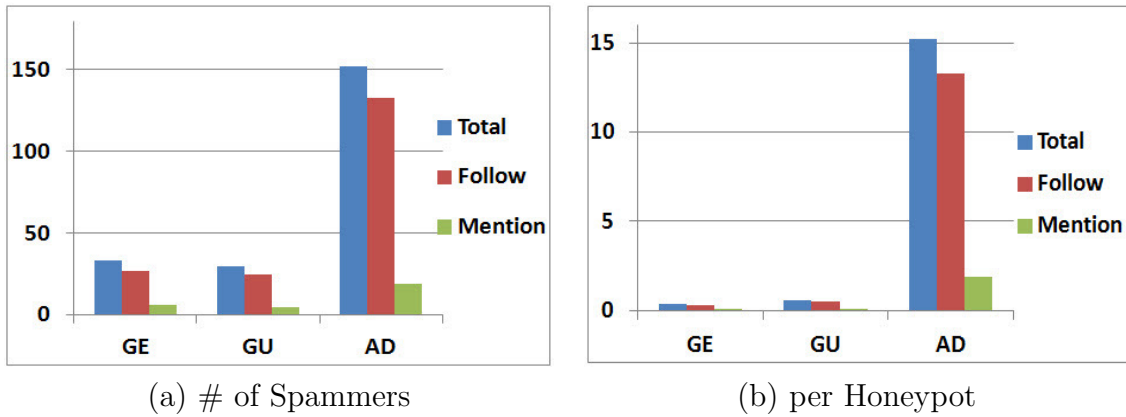 150
100
50
0
GE GU AD
Total
Follow
Mention
(a) # of Spammers
15
10
5
0
GE GU AD
Total
Follow
Mention
(b) per Honeypot